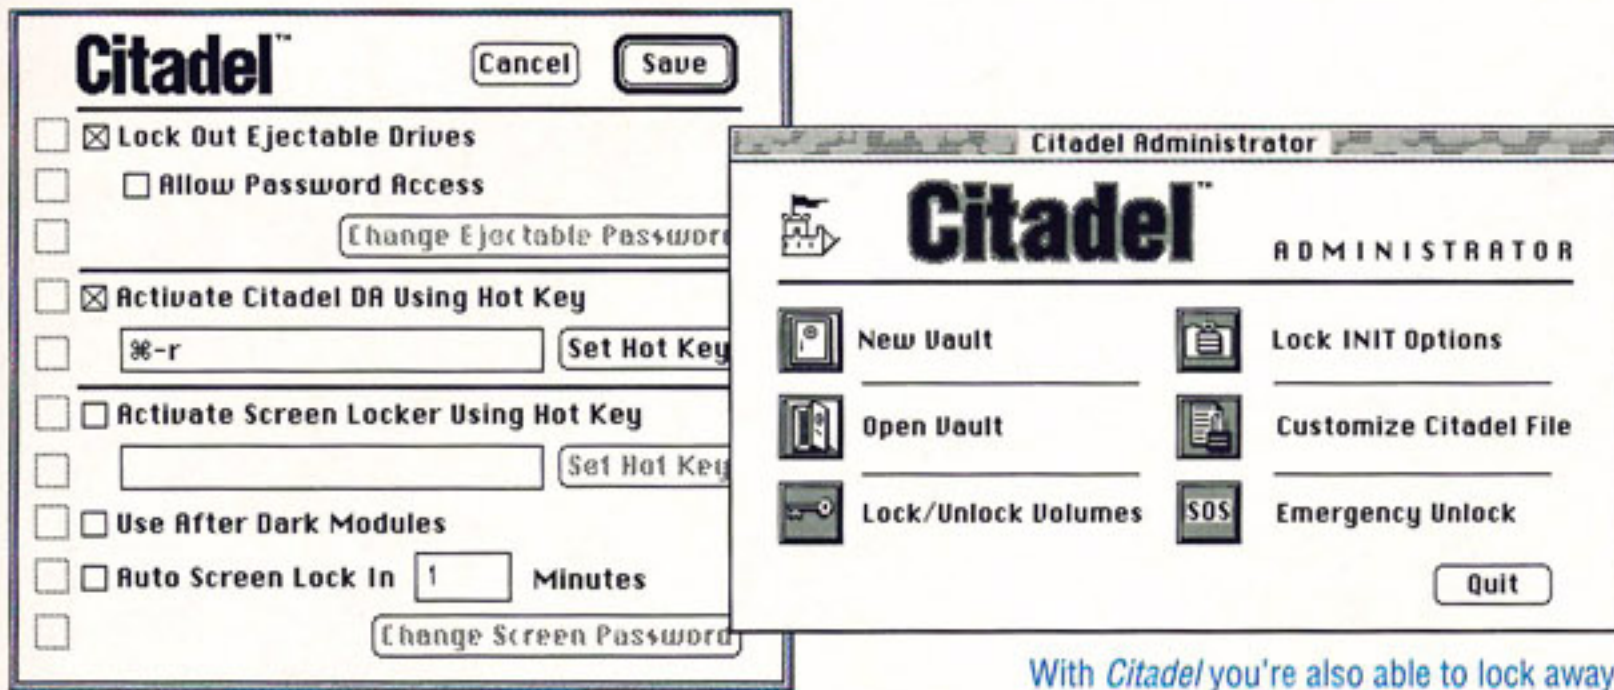 Citadel™
Cancel
Save
Lock Out Ejectable Drives
Allow Password Access
Change Ejectable Passwor
Activate Citadel DA Using Hot Key
⌘-r
Set Hot Key
Activate Screen Locker Using Hot Key
Set Hot Key
Use After Dark Modules
Auto Screen Lock In 1 Minutes
Change Screen Password
Citadel Administrator
Citadel™
ADMINISTRATOR
New Vault
Lock INIT Options
Open Vault
Customize Citadel File
Lock/Unlock Volumes
SOS
Emergency Unlock
Quit
With Citadel you're also able to lock away